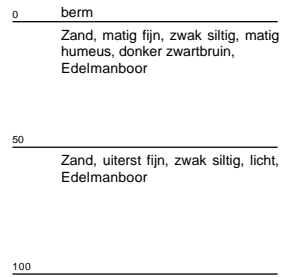 0 berm
Zand, matig fijn, zwak siltig, matig
humeus, donker zwartbruin,
Edelmanboor
50
Zand, uiterst fijn, zwak siltig, licht,
Edelmanboor
100